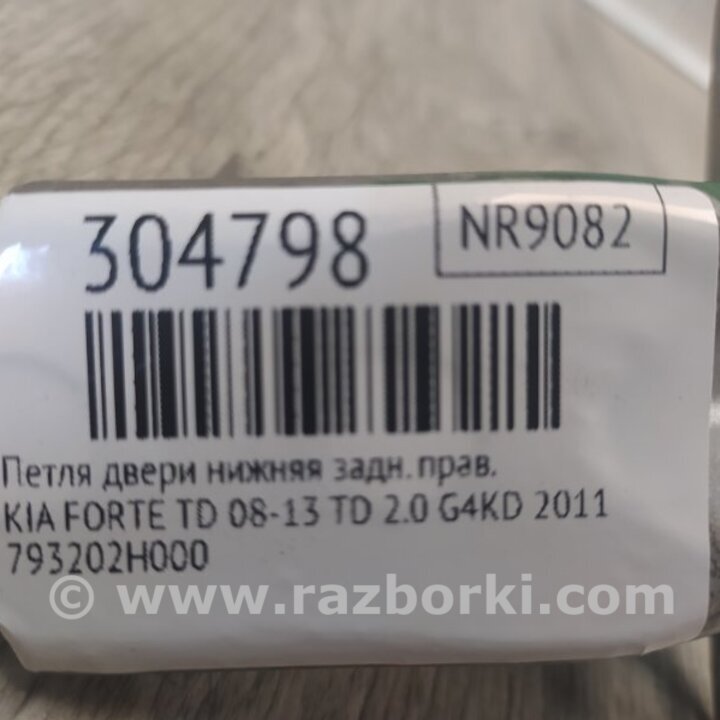 304798
NR9082
Петля двери нижняя задн. прав.
KIA FORTE TD 08-13 TD 2.0 G4KD 2011
793202H000
© www.razborki.com